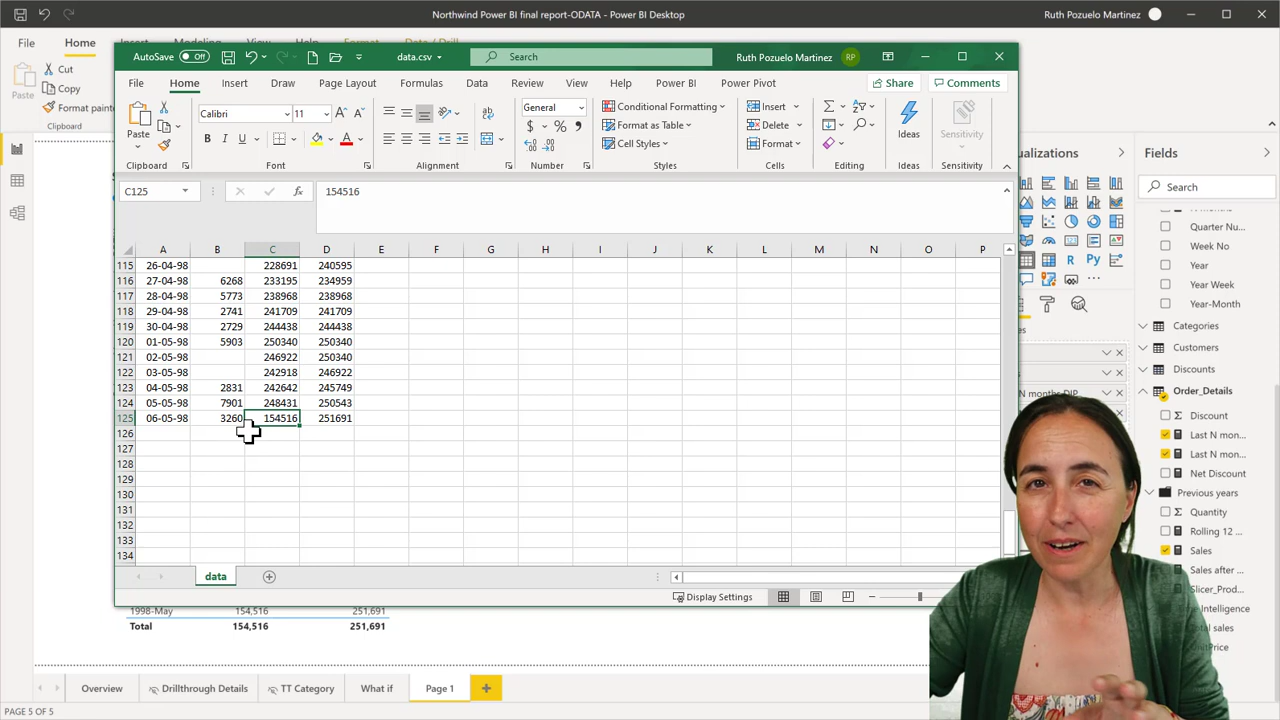 Northwind Power BI final report-ODATA - Power BI Desktop
Ruth Pozuelo Martinez
File
Home
Insert
Modeling
View
Help
Format
Data / Drill
Paste
Cut
Copy
Format painte
Clipboard
AutoSave Off
data.csv
Search
Ruth Pozuelo Martinez
RP
File Home Insert Draw Page Layout Formulas Data Review View Help Power BI Power Pivot
Share
Comments
Paste
Calibri 11
B I U
General
$ % ,
Conditional Formatting
Format as Table
Cell Styles
Insert
Delete
Format
Ideas
Sensitivity
Clipboard Font Alignment Number Styles Cells Editing Ideas Sensitivity
C125
fx
154516
A B C D E F G H I J K L M N O P
115 26-04-98 228691 240595
116 27-04-98 6268 233195 234959
117 28-04-98 5773 238968 238968
118 29-04-98 2741 241709 241709
119 30-04-98 2729 244438 244438
120 01-05-98 5903 250340 250340
121 02-05-98 246922 250340
122 03-05-98 242918 246922
123 04-05-98 2831 242642 245749
124 05-05-98 7901 248431 250543
125 06-05-98 3260 154516 251691
126
127
128
129
130
131
132
133
134
data
Display Settings
1998-May 154,516 251,691
Total 154,516 251,691
Overview
Drillthrough Details
TT Category
What if
Page 1
PAGE 5 OF 5
ualizations
R
Py
N months DIP
Fields
Search
Quarter Nu...
Week No
Year
Year Week
Year-Month
Categories
Customers
Discounts
Order_Details
Discount
Last N mon...
Last N mon...
Net Discount
Previous years
Quantity
Rolling 12 ...
Sales
Sales after ...
Slicer_Prod...
e Intelligence
tal sales
itPrice